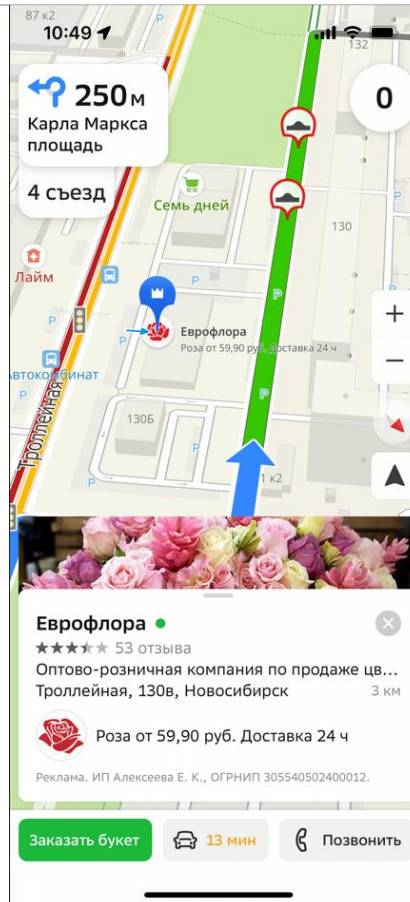 87 к2
10:49
132
250 м
Карла Маркса
площадь
0
4 съезд
Семь дней
130
Лайм
Еврофлора
Роза от 59,90 руб. Доставка 24 ч
Автокомбинат
Троллейная
130Б
1 к2
+
−
Еврофлора
53 отзыва
Оптово-розничная компания по продаже цв...
Троллейная, 130в, Новосибирск
3 км
Роза от 59,90 руб. Доставка 24 ч
Реклама. ИП Алексеева Е. К., ОГРНИП 305540502400012.
Заказать букет
13 мин
Позвонить